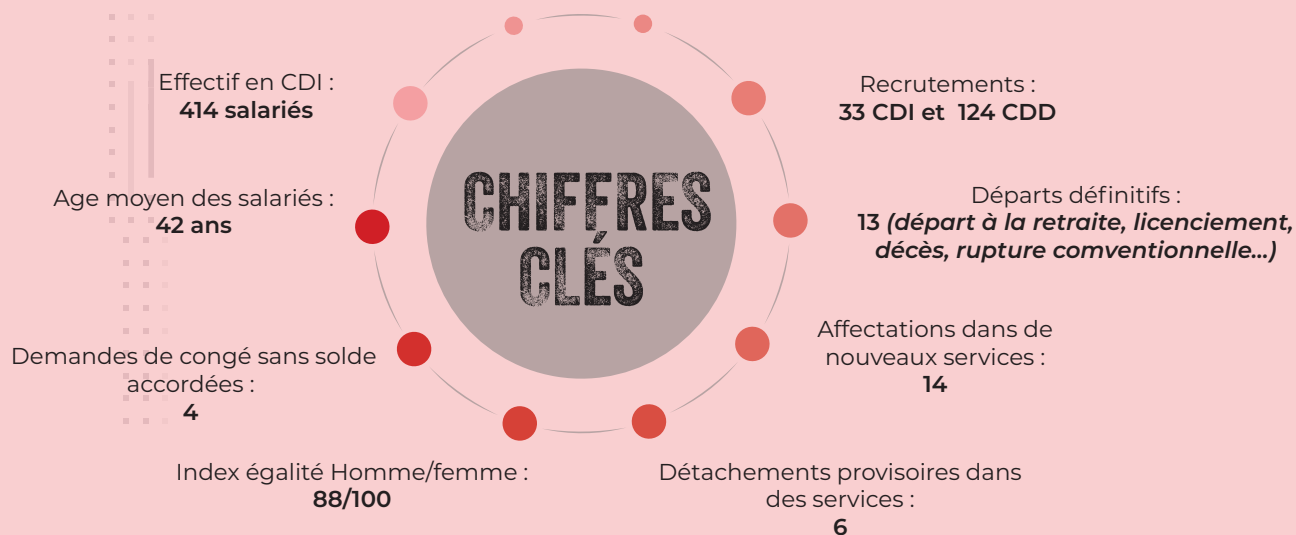 CHIFFRES
CLÉS
Effectif en CDI :
414 salariés
Age moyen des salariés :
42 ans
Demandes de congé sans solde
accordées :
4
Index égalité Homme/femme :
88/100
Recrutements :
33 CDI et 124 CDD
Départs définitifs :
13 (départ à la retraite, licenciement,
décès, rupture comventionnelle...)
Affectations dans de
nouveaux services :
14
Détachements provisoires dans
des services :
6